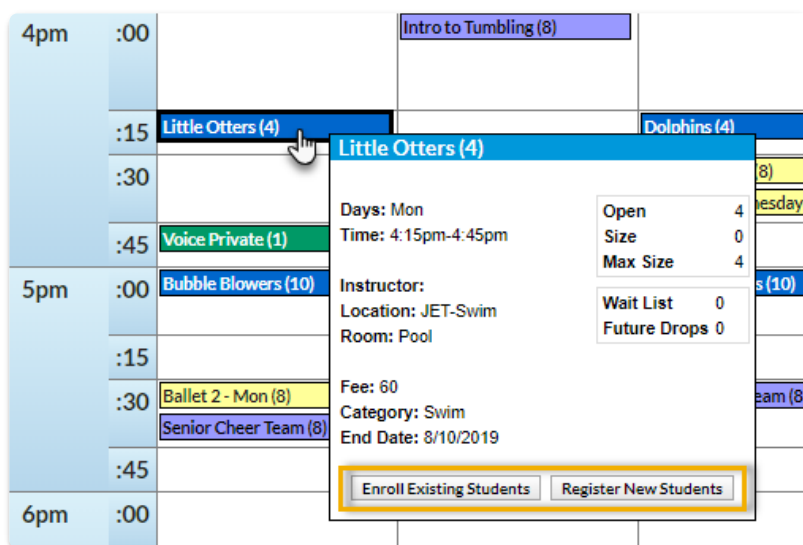 4pm :00 Intro to Tumbling (8)
:15 Little Otters (4) Dolphins (4)
:30 (8)
nesday
:45 Voice Private (1)
5pm :00 Bubble Blowers (10) s (10)
:15
:30 Ballet 2 - Mon (8) eam (8
Senior Cheer Team (8)
:45
6pm :00
Little Otters (4)
Days: Mon
Time: 4:15pm-4:45pm
Instructor:
Location: JET-Swim
Room: Pool
Fee: 60
Category: Swim
End Date: 8/10/2019
Open 4
Size 0
Max Size 4
Wait List 0
Future Drops 0
Enroll Existing Students Register New Students